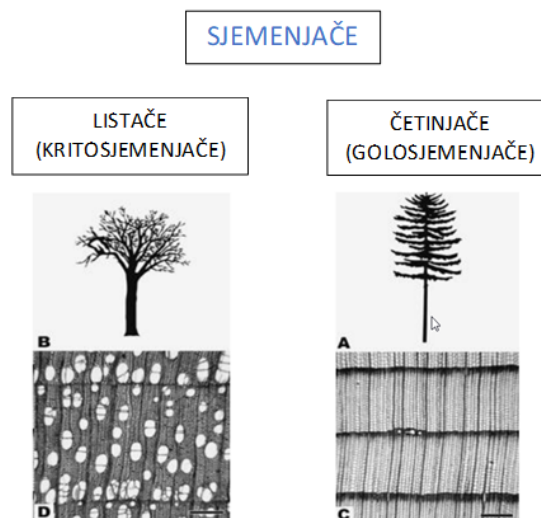 SJEMENJAČE
LISTAČE
(KRITOSJEMENJAČE)
ČETINJAČE
(GOLOSJEMENJAČE)
B
A
D
C